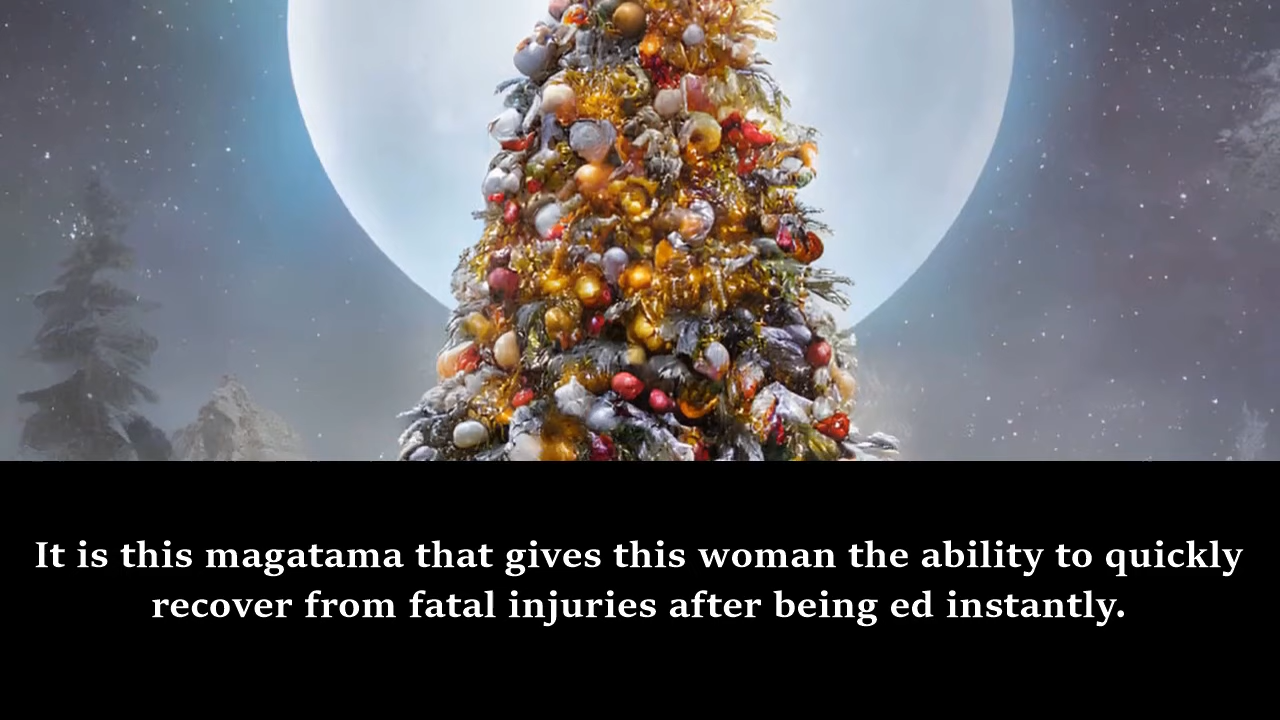 It is this magatama that gives this woman the ability to quickly
recover from fatal injuries after being ed instantly.